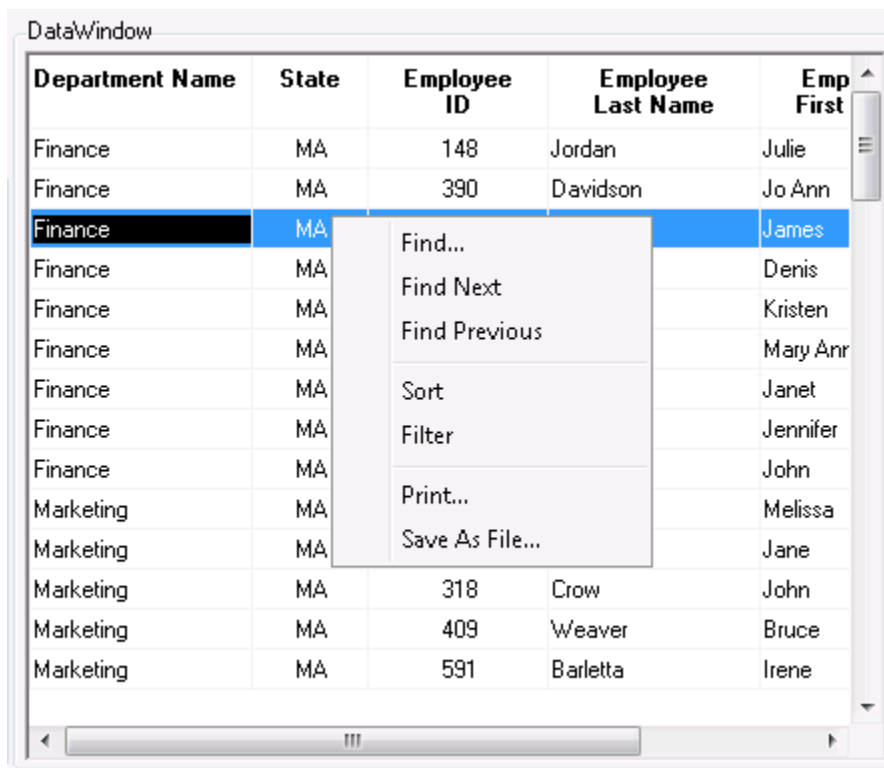 DataWindow
Department Name State Employee ID Employee Last Name Emp First
Finance MA 148 Jordan Julie
Finance MA 390 Davidson Jo Ann
Finance MA James
Finance MA Denis
Finance MA Kristen
Finance MA Mary Ann
Finance MA Janet
Finance MA Jennifer
Finance MA John
Marketing MA Melissa
Marketing MA Jane
Marketing MA 318 Crow John
Marketing MA 409 Weaver Bruce
Marketing MA 591 Barletta Irene
Find...
Find Next
Find Previous
Sort
Filter
Print...
Save As File...